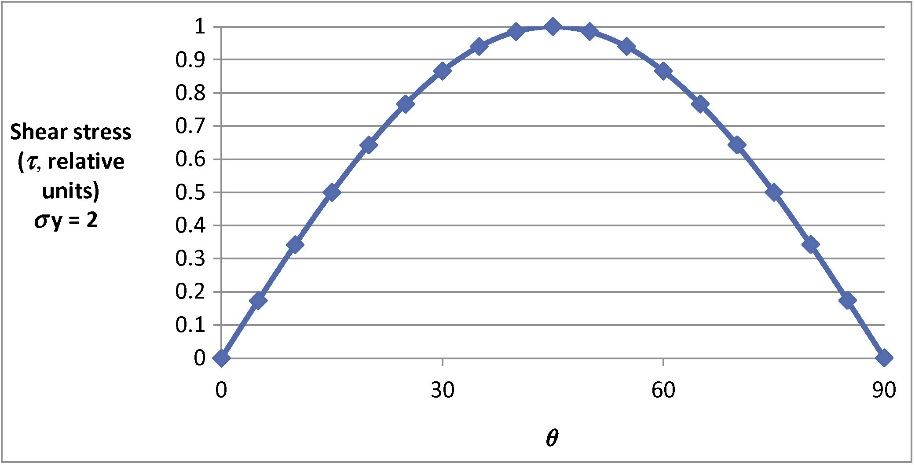 Shear stress
(τ, relative
units)
σy = 2
1
0.9
0.8
0.7
0.6
0.5
0.4
0.3
0.2
0.1
0
0 30 60 90
θ